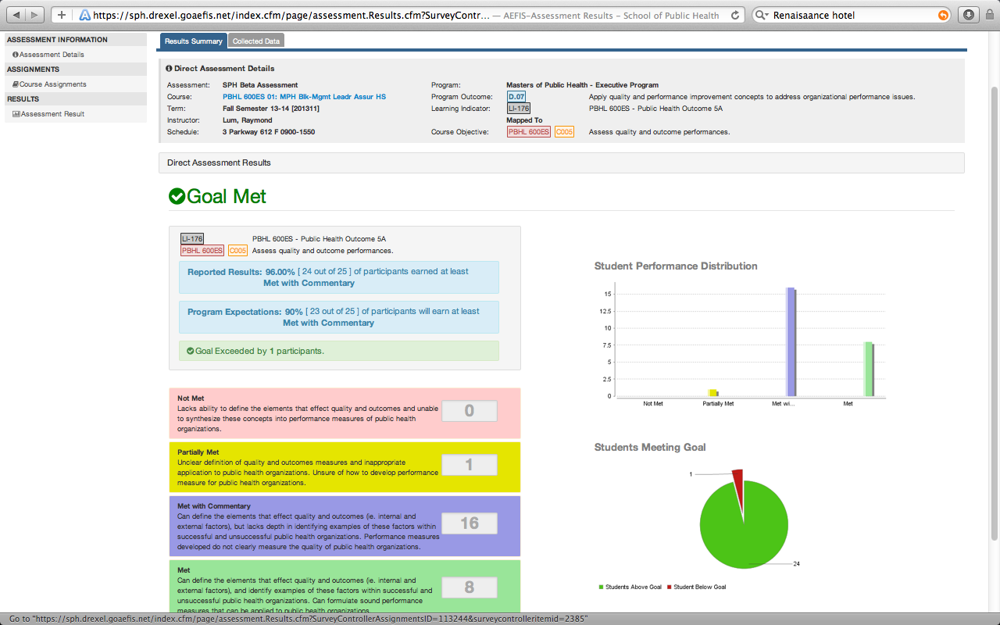 https://sph.drexel.goaefis.net/index.cfm/page/assessment.Results.cfm?SurveyContr... — AEFIS-Assessment Results – School of Public Health
Renaisaance hotel
ASSESSMENT INFORMATION
Assessment Details
ASSIGNMENTS
Course Assignments
RESULTS
Assessment Result
Results Summary
Collected Data
Direct Assessment Details
Assessment: SPH Beta Assessment
Course: PBHL 600ES 01: MPH Blk-Mgmt Leadr Assur HS
Term: Fall Semester 13-14 [201311]
Instructor: Lum, Raymond
Schedule: 3 Parkway 612 F 0900-1550
Program: Masters of Public Health - Executive Program
Program Outcome: D.07 Apply quality and performance improvement concepts to address organizational performance issues.
Learning Indicator: LI-176 PBHL 600ES - Public Health Outcome 5A
Mapped To
Course Objective: PBHL 600ES C005 Assess quality and outcome performances.
Direct Assessment Results
Goal Met
LI-176 PBHL 600ES - Public Health Outcome 5A
PBHL 600ES C005 Assess quality and outcome performances.
Reported Results: 96.00% [ 24 out of 25 ] of participants earned at least
Met with Commentary
Program Expectations: 90% [ 23 out of 25 ] of participants will earn at least
Met with Commentary
Goal Exceeded by 1 participants.
Not Met
Lacks ability to define the elements that effect quality and outcomes and unable
to synthesize these concepts into performance measures of public health
organizations.
0
Partially Met
Unclear definition of quality and outcomes measures and inappropriate
application to public health organizations. Unsure of how to develop performance
measure for public health organizations.
1
Met with Commentary
Can define the elements that effect quality and outcomes (ie. internal and
external factors), but lacks depth in identifying examples of these factors within
successful and unsuccessful public health organizations. Performance measures
developed do not clearly measure the quality of public health organizations.
16
Met
Can define the elements that effect quality and outcomes (ie. internal and
external factors), and identify examples of these factors within successful and
unsuccessful public health organizations. Can formulate sound performance
measures that can be applied to public health organizations.
8
Student Performance Distribution
15
12.5
10
7.5
5
2.5
0
Not Met
Partially Met
Met wi...
Met
Students Meeting Goal
1
24
Students Above Goal
Student Below Goal
Go to "https://sph.drexel.goaefis.net/index.cfm/page/assessment.Results.cfm?SurveyControllerAssignmentsID=113244&surveycontrolleritemid=2385"